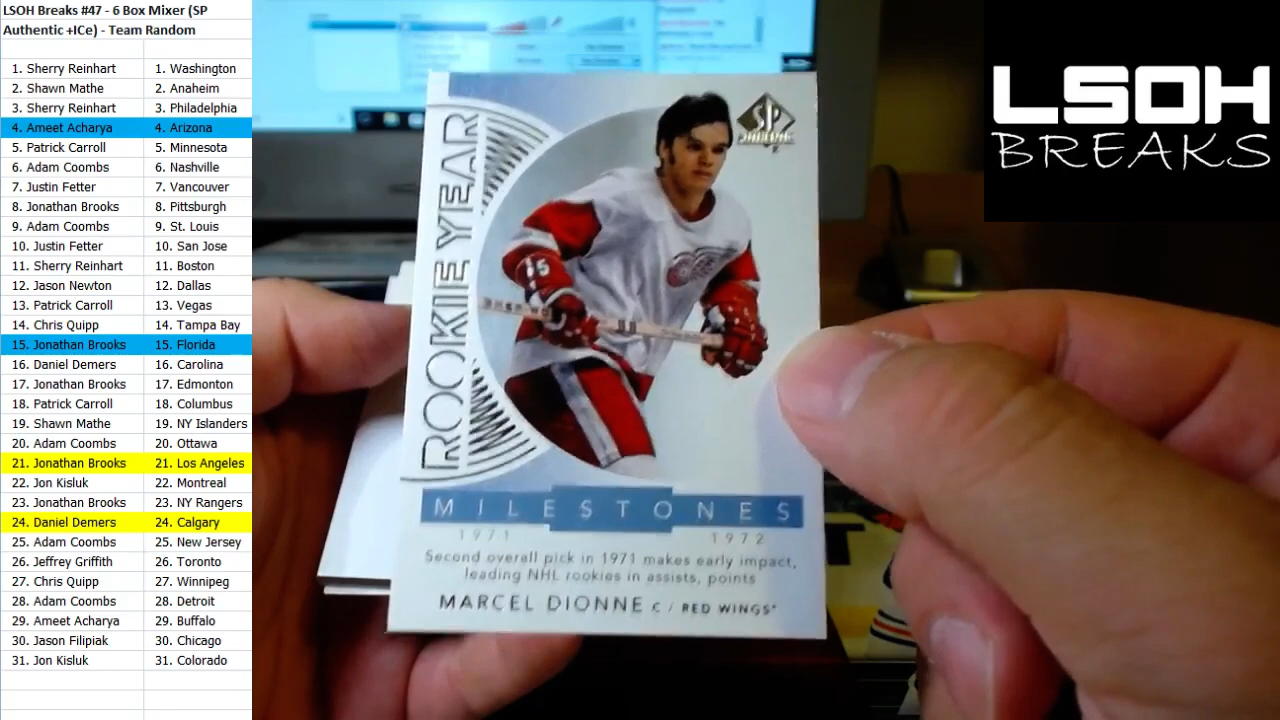 LSOH Breaks #47 - 6 Box Mixer (SP
Authentic +ICe) - Team Random
1. Sherry Reinhart 1. Washington
2. Shawn Mathe 2. Anaheim
3. Sherry Reinhart 3. Philadelphia
4. Ameet Acharya 4. Arizona
5. Patrick Carroll 5. Minnesota
6. Adam Coombs 6. Nashville
7. Justin Fetter 7. Vancouver
8. Jonathan Brooks 8. Pittsburgh
9. Adam Coombs 9. St. Louis
10. Justin Fetter 10. San Jose
11. Sherry Reinhart 11. Boston
12. Jason Newton 12. Dallas
13. Patrick Carroll 13. Vegas
14. Chris Quipp 14. Tampa Bay
15. Jonathan Brooks 15. Florida
16. Daniel Demers 16. Carolina
17. Jonathan Brooks 17. Edmonton
18. Patrick Carroll 18. Columbus
19. Shawn Mathe 19. NY Islanders
20. Adam Coombs 20. Ottawa
21. Jonathan Brooks 21. Los Angeles
22. Jon Kisluk 22. Montreal
23. Jonathan Brooks 23. NY Rangers
24. Daniel Demers 24. Calgary
25. Adam Coombs 25. New Jersey
26. Jeffrey Griffith 26. Toronto
27. Chris Quipp 27. Winnipeg
28. Adam Coombs 28. Detroit
29. Ameet Acharya 29. Buffalo
30. Jason Filipiak 30. Chicago
31. Jon Kisluk 31. Colorado
SP
AUTHENTIC
ROOKIE YEAR
15
MILESTONES
1971 1972
Second overall pick in 1971 makes early impact,
leading NHL rookies in assists, points
MARCEL DIONNE C / RED WINGS
LSOH
BREAKS